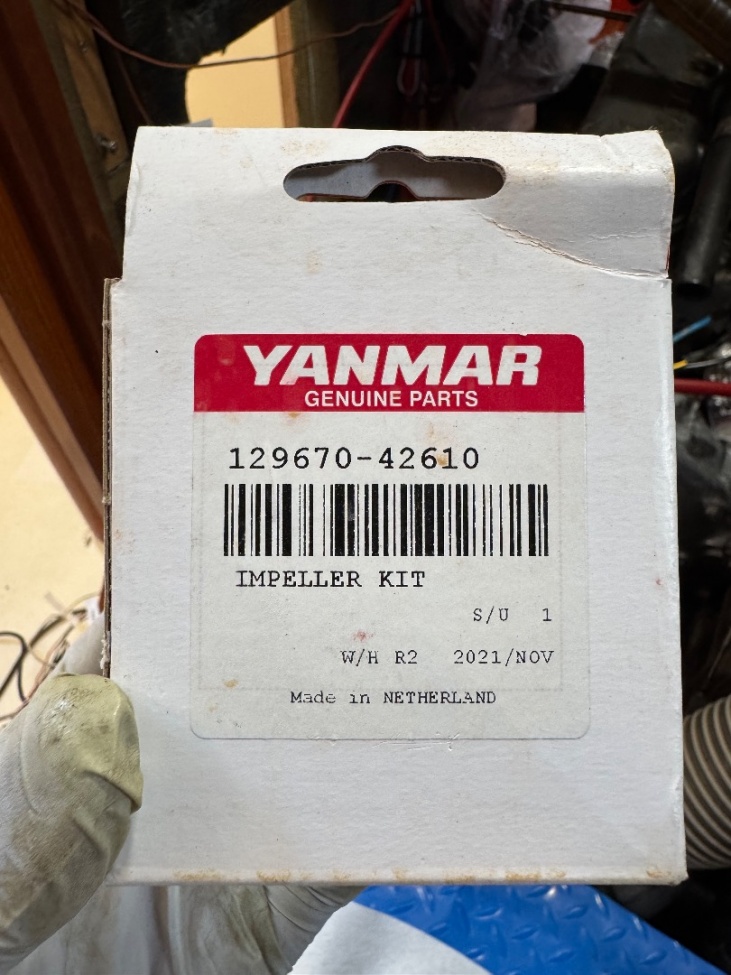 YANMAR
GENUINE PARTS
129670-42610
IMPELLER KIT
S/U 1
W/H R2 2021/NOV
Made in NETHERLAND